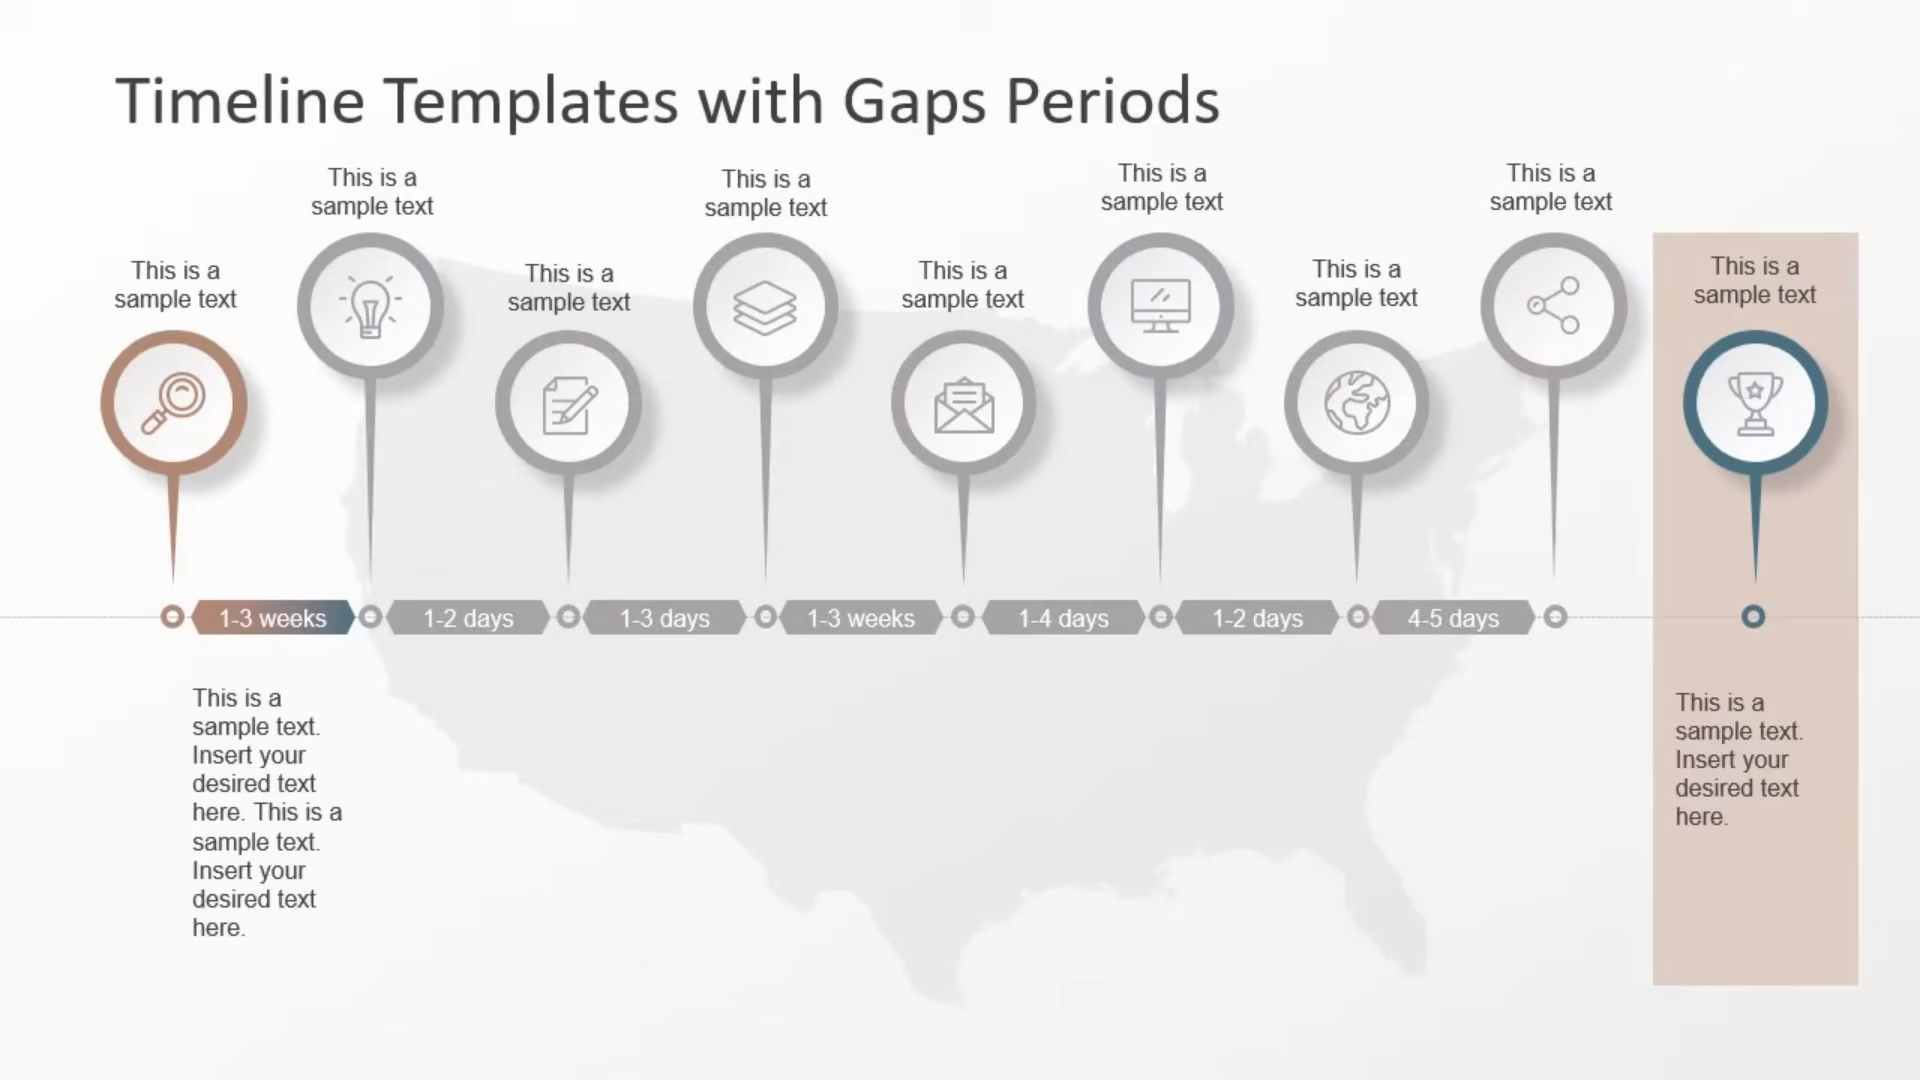 Timeline Templates with Gaps Periods
This is a
sample text
This is a
sample text
This is a
sample text
This is a
sample text
This is a
sample text
This is a
sample text
This is a
sample text
This is a
sample text
This is a
sample text
1-3 weeks
1-2 days
1-3 days
1-3 weeks
1-4 days
1-2 days
4-5 days
This is a
sample text.
Insert your
desired text
here. This is a
sample text.
Insert your
desired text
here.
This is a
sample text.
Insert your
desired text
here.